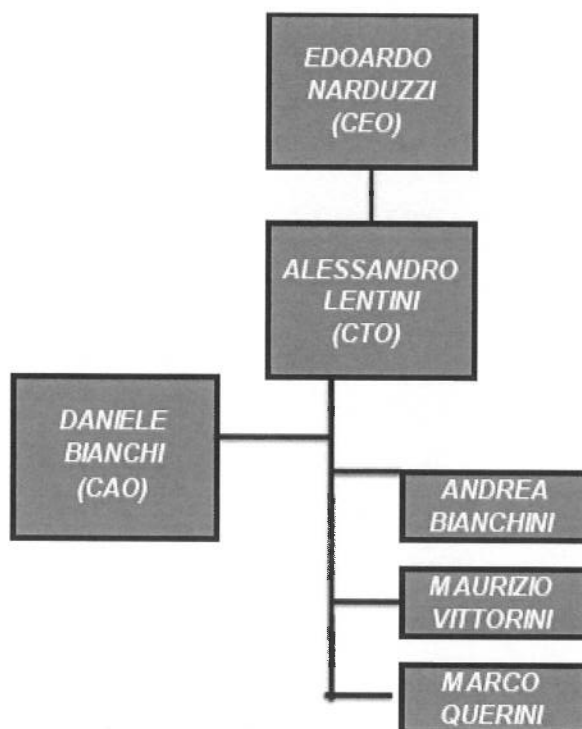 EDOARDO
NARDUZZI
(CEO)
ALESSANDRO
LENTINI
(CTO)
DANIELE
BIANCHI
(CAO)
ANDREA
BIANCHINI
MAURIZIO
VITTORINI
MARCO
QUERINI